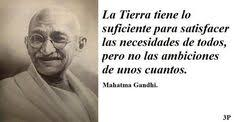 La Tierra tiene lo
suficiente para satisfacer
las necesidades de todos,
pero no las ambiciones
de unos cuantos.
Mahatma Gandhi.
3P